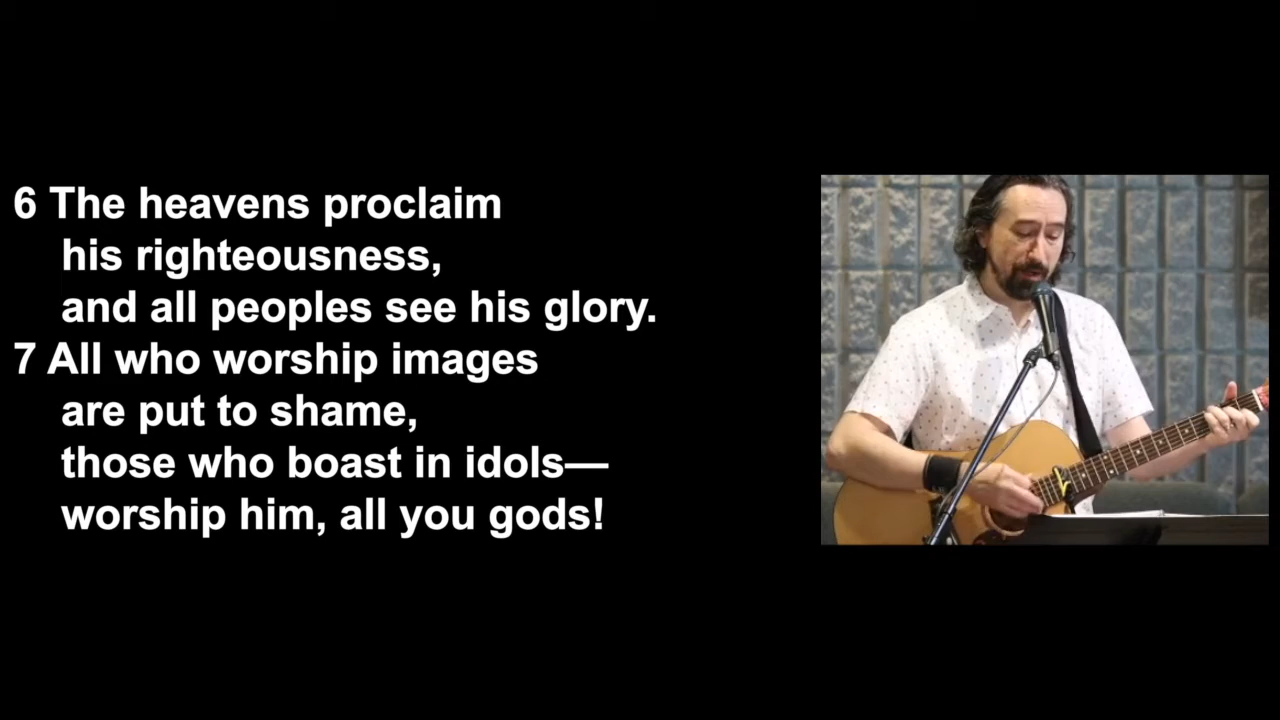 6 The heavens proclaim
his righteousness,
and all peoples see his glory.
7 All who worship images
are put to shame,
those who boast in idols—
worship him, all you gods!